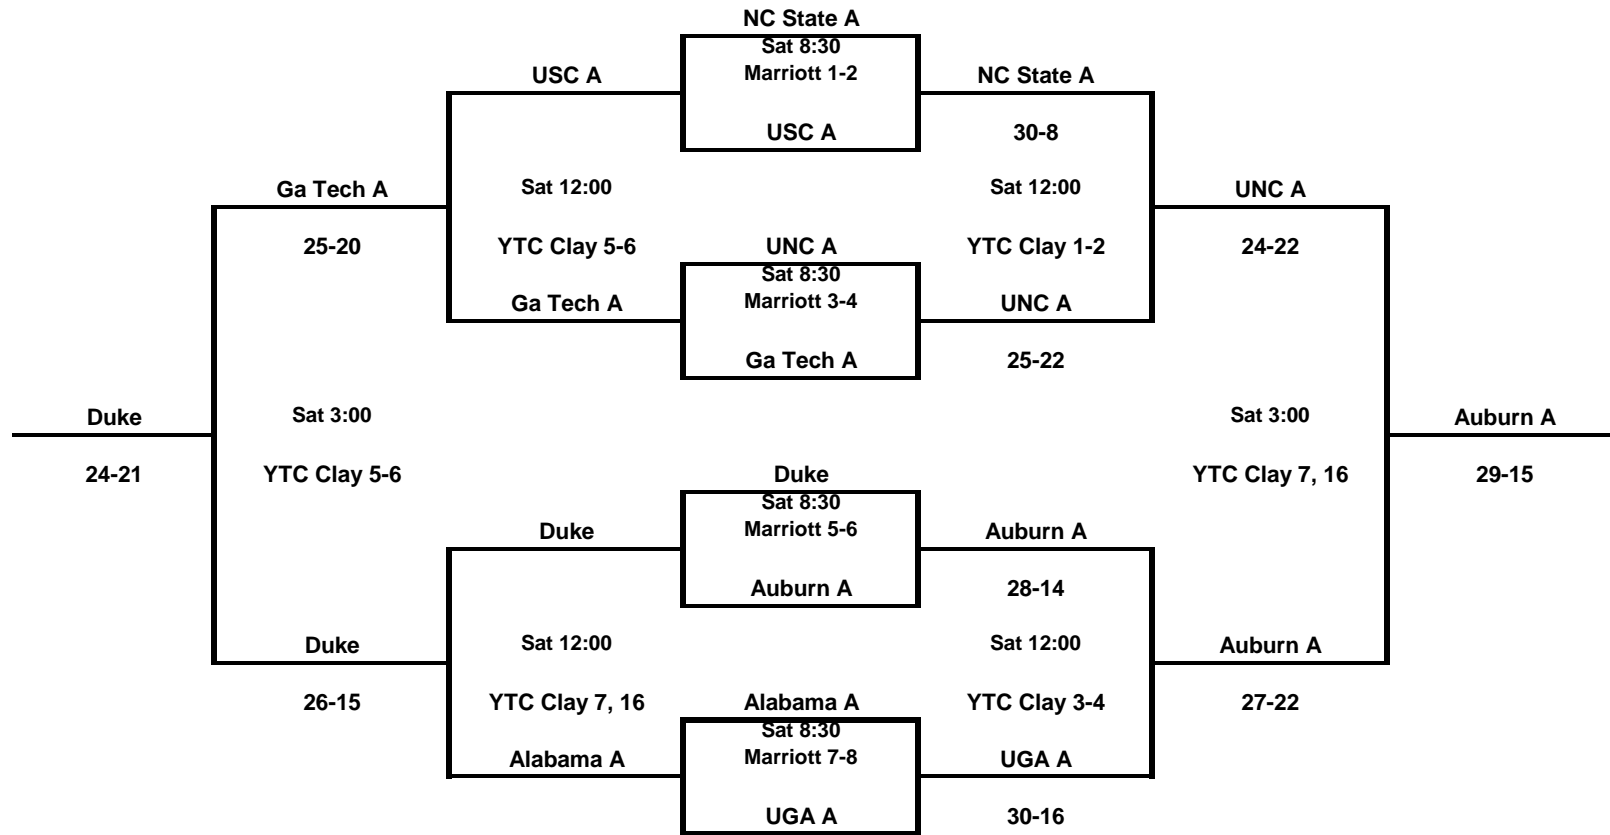 NC State A
Sat 8:30
USC A
Marriott 1-2
NC State A
USC A
30-8
Ga Tech A
Sat 12:00
Sat 12:00
UNC A
25-20
YTC Clay 5-6
UNC A
YTC Clay 1-2
24-22
Sat 8:30
Ga Tech A
Marriott 3-4
UNC A
Ga Tech A
25-22
Duke
Sat 3:00
Sat 3:00
Auburn A
24-21
YTC Clay 5-6
Duke
YTC Clay 7, 16
29-15
Sat 8:30
Duke
Marriott 5-6
Auburn A
Auburn A
28-14
Duke
Sat 12:00
Sat 12:00
Auburn A
26-15
YTC Clay 7, 16
Alabama A
YTC Clay 3-4
27-22
Sat 8:30
Alabama A
Marriott 7-8
UGA A
UGA A
30-16